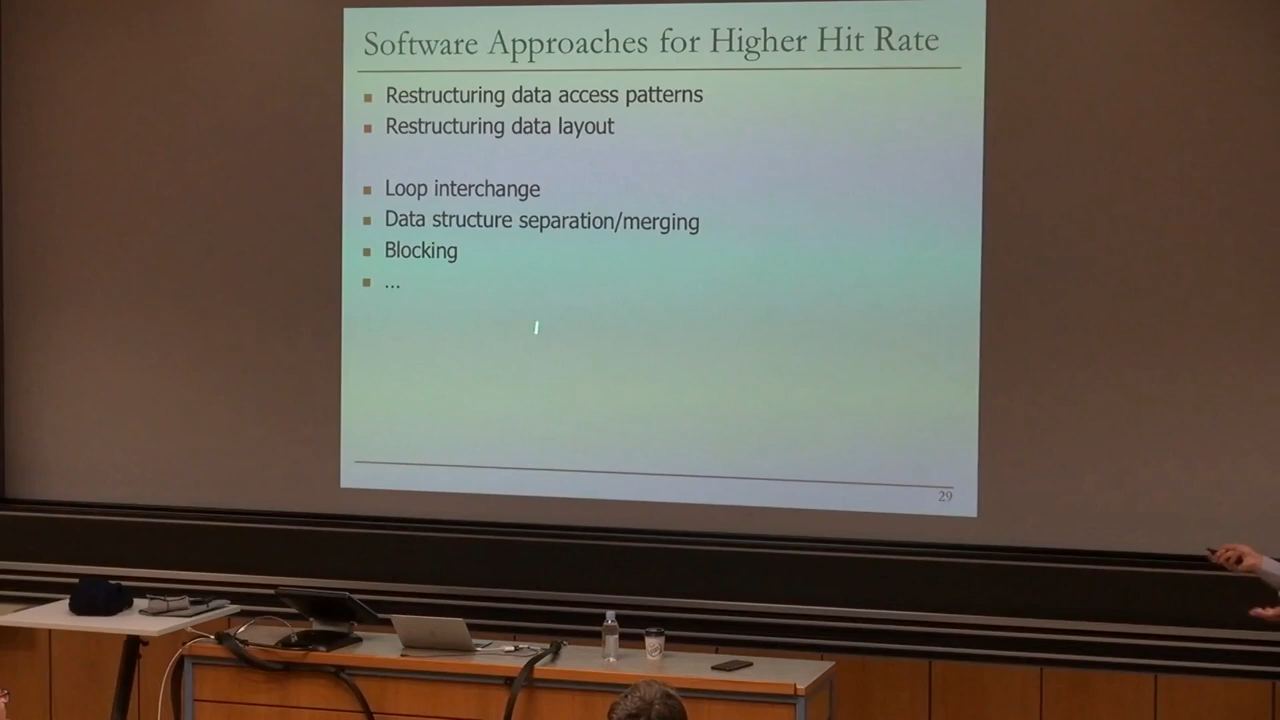 Software Approaches for Higher Hit Rate
Restructuring data access patterns
Restructuring data layout
Loop interchange
Data structure separation/merging
Blocking
...
29